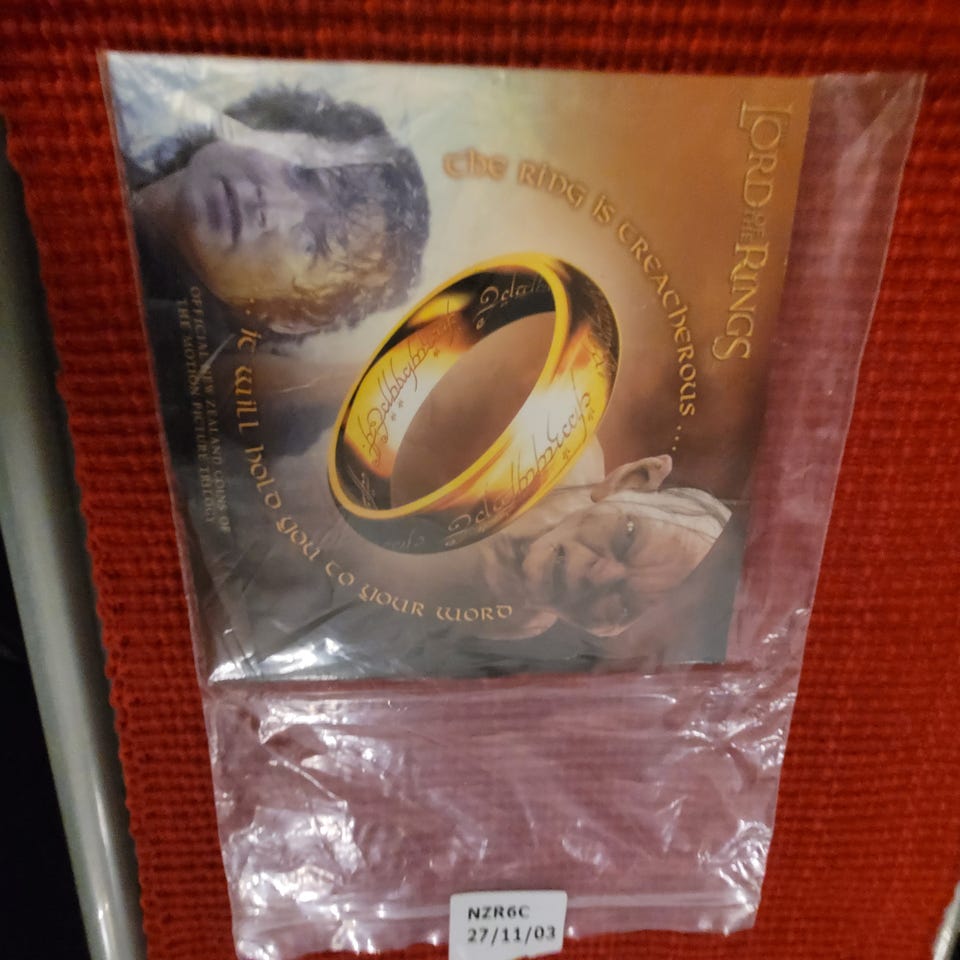 LORD OF THE RINGS
THE RING IS TREACHEROUS ...
... it will hold you to your word
OFFICIAL NEW ZEALAND COINS OF
THE MOTION PICTURE TRILOGY
NZR6C
27/11/03